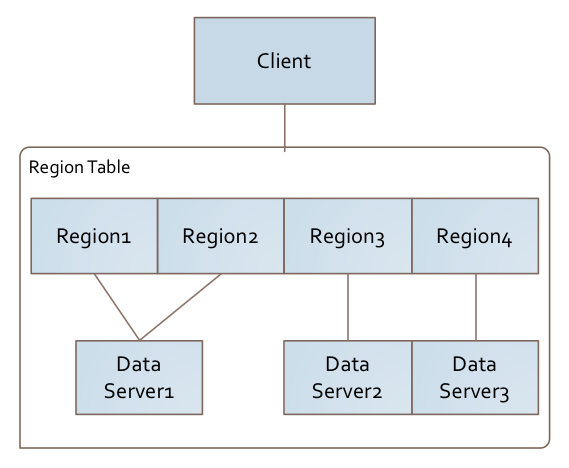 Client
Region Table
Region1
Region2
Region3
Region4
Data
Server1
Data
Server2
Data
Server3